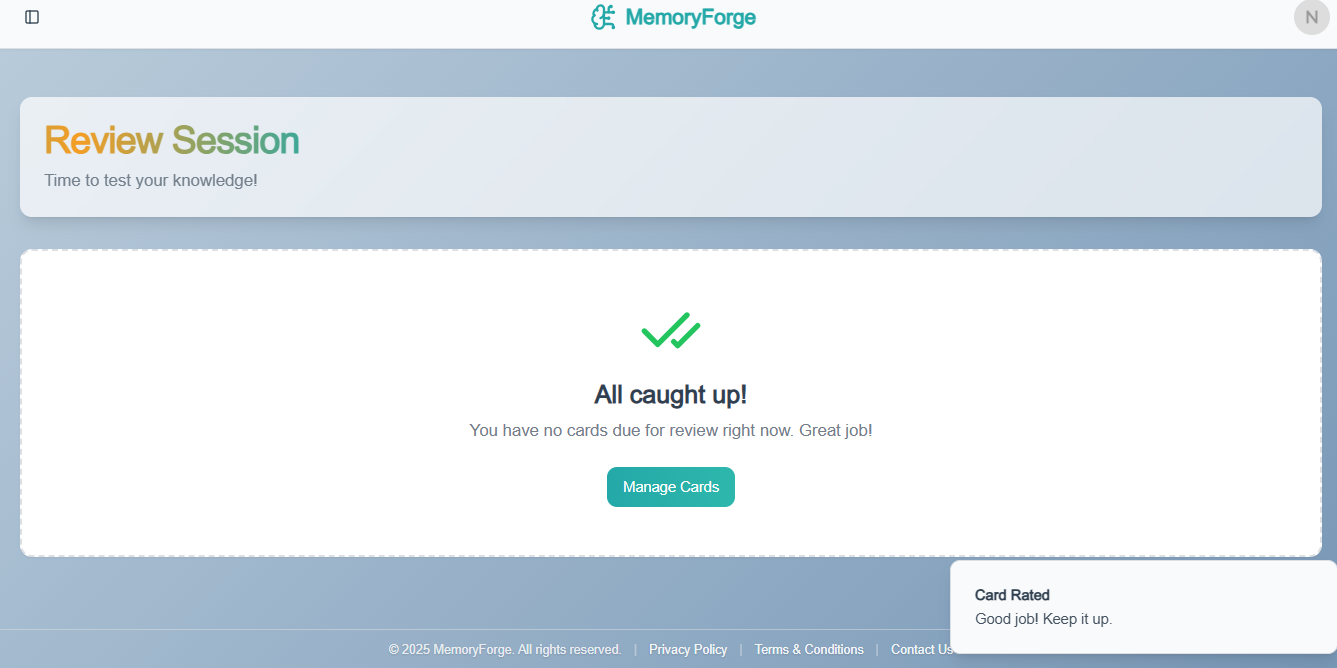 MemoryForge
N
Review Session
Time to test your knowledge!
All caught up!
You have no cards due for review right now. Great job!
Manage Cards
Card Rated
Good job! Keep it up.
© 2025 MemoryForge. All rights reserved. | Privacy Policy | Terms & Conditions | Contact Us